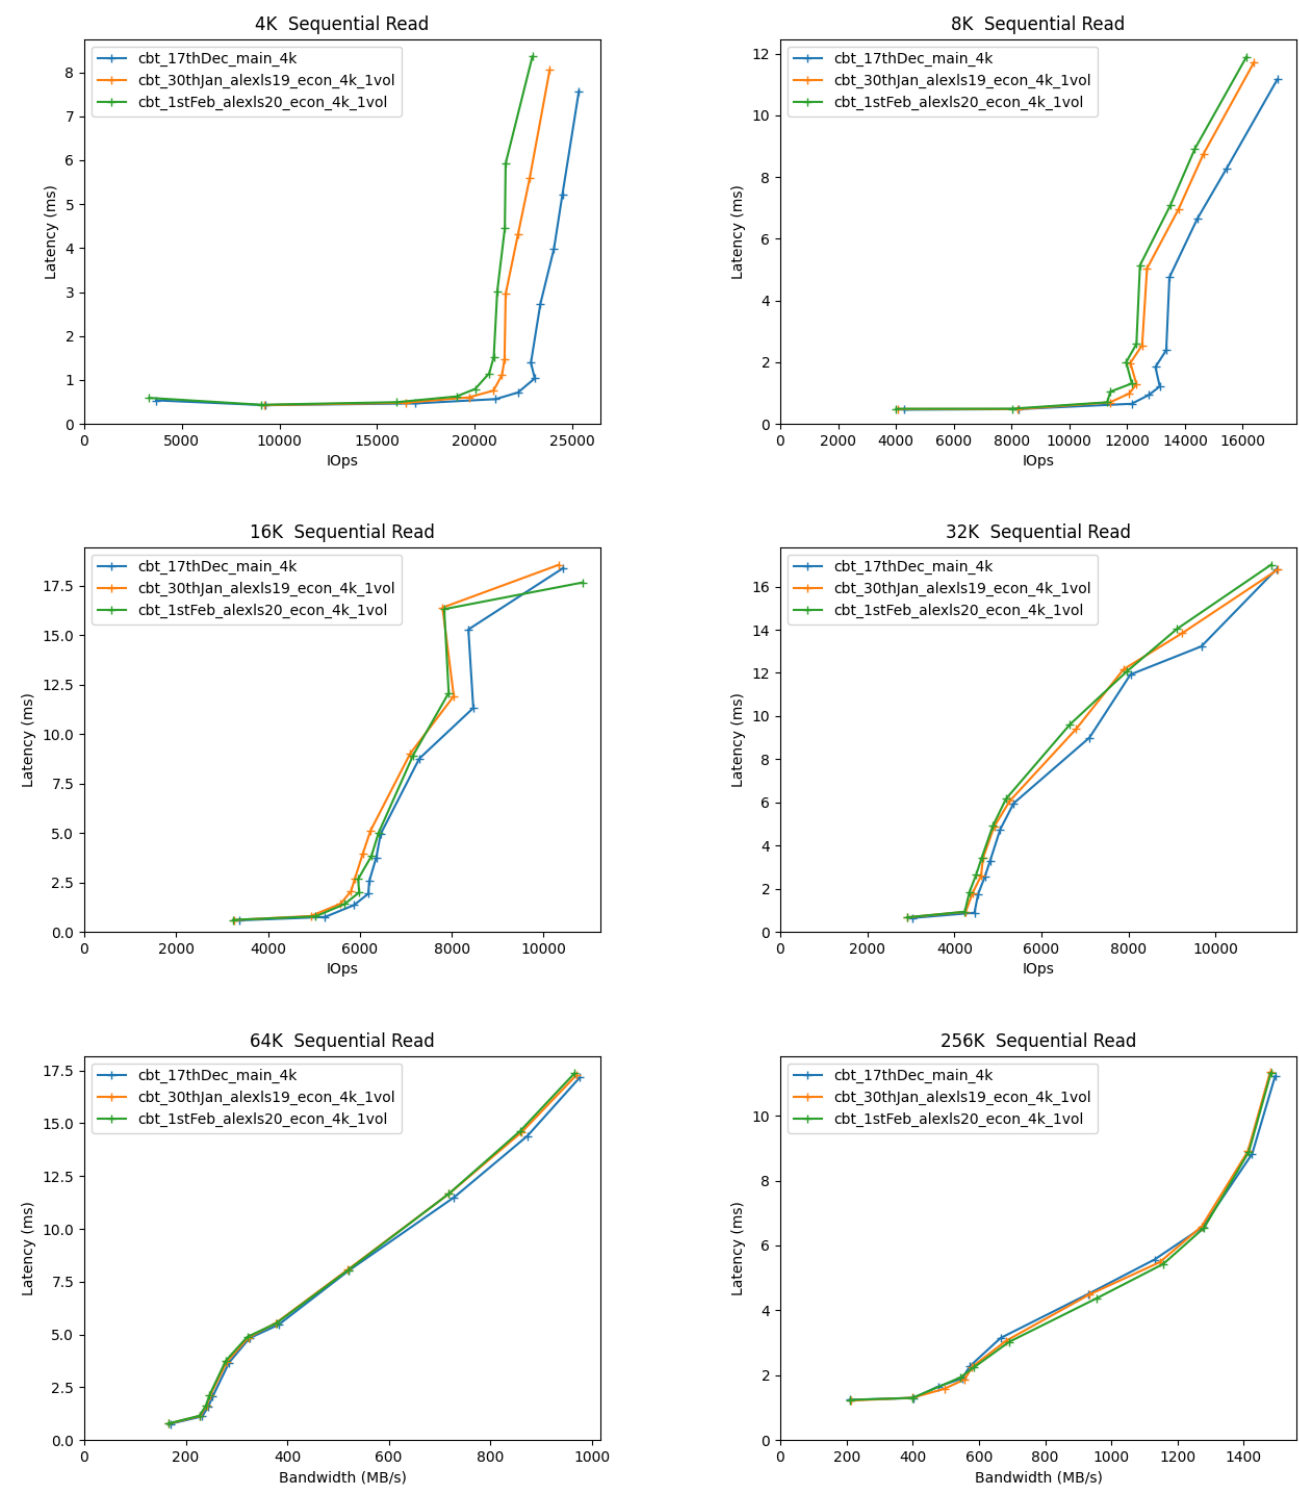 4K  Sequential Read
cbt_17thDec_main_4k
cbt_30thJan_alexls19_econ_4k_1vol
cbt_1stFeb_alexls20_econ_4k_1vol
Latency (ms)
8
7
6
5
4
3
2
1
0
0 5000 10000 15000 20000 25000
IOps
8K  Sequential Read
cbt_17thDec_main_4k
cbt_30thJan_alexls19_econ_4k_1vol
cbt_1stFeb_alexls20_econ_4k_1vol
Latency (ms)
12
10
8
6
4
2
0
0 2000 4000 6000 8000 10000 12000 14000 16000
IOps
16K  Sequential Read
cbt_17thDec_main_4k
cbt_30thJan_alexls19_econ_4k_1vol
cbt_1stFeb_alexls20_econ_4k_1vol
Latency (ms)
17.5
15.0
12.5
10.0
7.5
5.0
2.5
0.0
0 2000 4000 6000 8000 10000
IOps
32K  Sequential Read
cbt_17thDec_main_4k
cbt_30thJan_alexls19_econ_4k_1vol
cbt_1stFeb_alexls20_econ_4k_1vol
Latency (ms)
16
14
12
10
8
6
4
2
0
0 2000 4000 6000 8000 10000
IOps
64K  Sequential Read
cbt_17thDec_main_4k
cbt_30thJan_alexls19_econ_4k_1vol
cbt_1stFeb_alexls20_econ_4k_1vol
Latency (ms)
17.5
15.0
12.5
10.0
7.5
5.0
2.5
0.0
0 200 400 600 800 1000
Bandwidth (MB/s)
256K  Sequential Read
cbt_17thDec_main_4k
cbt_30thJan_alexls19_econ_4k_1vol
cbt_1stFeb_alexls20_econ_4k_1vol
Latency (ms)
10
8
6
4
2
0
0 200 400 600 800 1000 1200 1400
Bandwidth (MB/s)